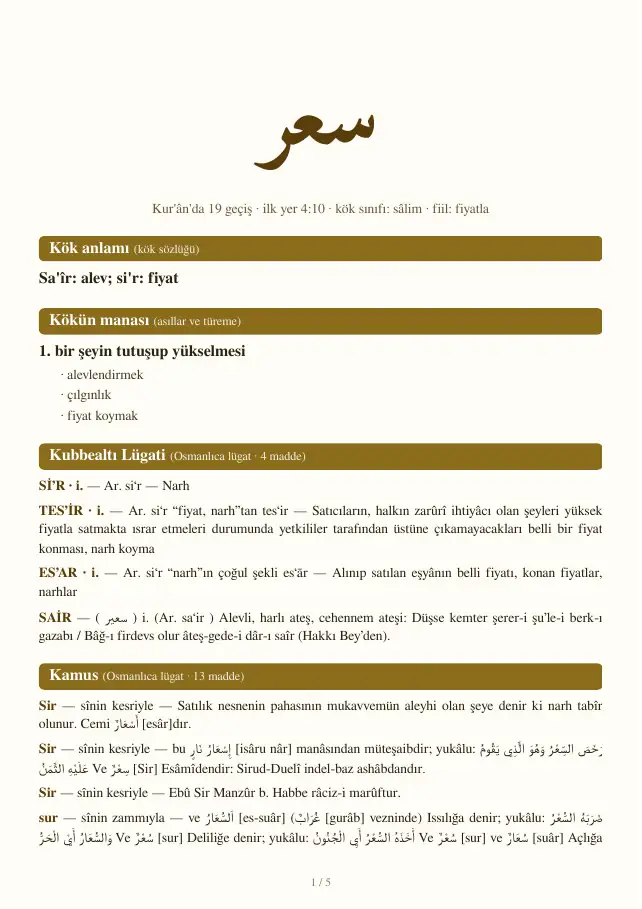 سعر
Kur'ân'da 19 geçiş · ilk yer 4:10 · kök sınıfı: sâlim · fiil: fiyatla
Kök anlamı (kök sözlüğü)
Sa'îr: alev; si'r: fiyat
Kökün manası (asıllar ve türeme)
1. bir şeyin tutuşup yükselmesi
· alevlendirmek
· çılgınlık
· fiyat koymak
Kubbealtı Lügati (Osmanlıca lügat · 4 madde)
Sİ’R · i. — Ar. si‘r — Narh
TES’İR · i. — Ar. si‘r “fiyat, narh”tan tes‘ir — Satıcıların, halkın zarûrî ihtiyâcı olan şeyleri yüksek
fiyatla satmakta ısrar etmeleri durumunda yetkililer tarafından üstüne çıkamayacakları belli bir fiyat
konması, narh koyma
ES’AR · i. — Ar. si‘r “narh”ın çoğul şekli es‘ār — Alınıp satılan eşyânın belli fiyatı, konan fiyatlar,
narhlar
SAİR — ( سعير ) i. (Ar. sa‘ir ) Alevli, harlı ateş, cehennem ateşi: Düşse kemter şerer-i şu’le-i berk-ı
gazabı / Bâğ-ı firdevs olur âteş-gede-i dâr-ı saîr (Hakkı Bey’den).
Kamus (Osmanlıca lügat · 13 madde)
Sir — sînin kesriyle — Satılık nesnenin pahasının mukavvemün aleyhi olan şeye denir ki narh tabîr
olunur. Cemi أَسْعَارٌ [esâr]dır.
Sir — sînin kesriyle — bu إِسْعَارُ نَارٍ [isâru nâr] manâsından müteşaibdir; yukâlu: رَخُصَ السِّعْرُ وَهُوَ الَّذِي يَقُومُ
عَلَيْهِ الثَّمَنُ Ve سِعْرٌ [Sir] Esâmîdendir: Sirud-Duelî indel-baz ashâbdandır.
Sir — sînin kesriyle — Ebû Sir Manzûr b. Habbe râciz-i marûftur.
sur — sînin zammıyla — ve اَلسُّعَارُ [es-suâr] (غُرَابٌ [gurâb] vezninde) Issılığa denir; yukâlu: ضَرَبَهُ السُّعْرُ
وَالسُّعَارُ أَيِ الْحَرُّ Ve سُعْرٌ [sur] Deliliğe denir; yukâlu: أَخَذَهُ السُّعْرُ أَيِ الْجُنُونُ Ve سُعْرٌ [sur] ve سُعَارٌ [suâr] Açlığa
1 / 5